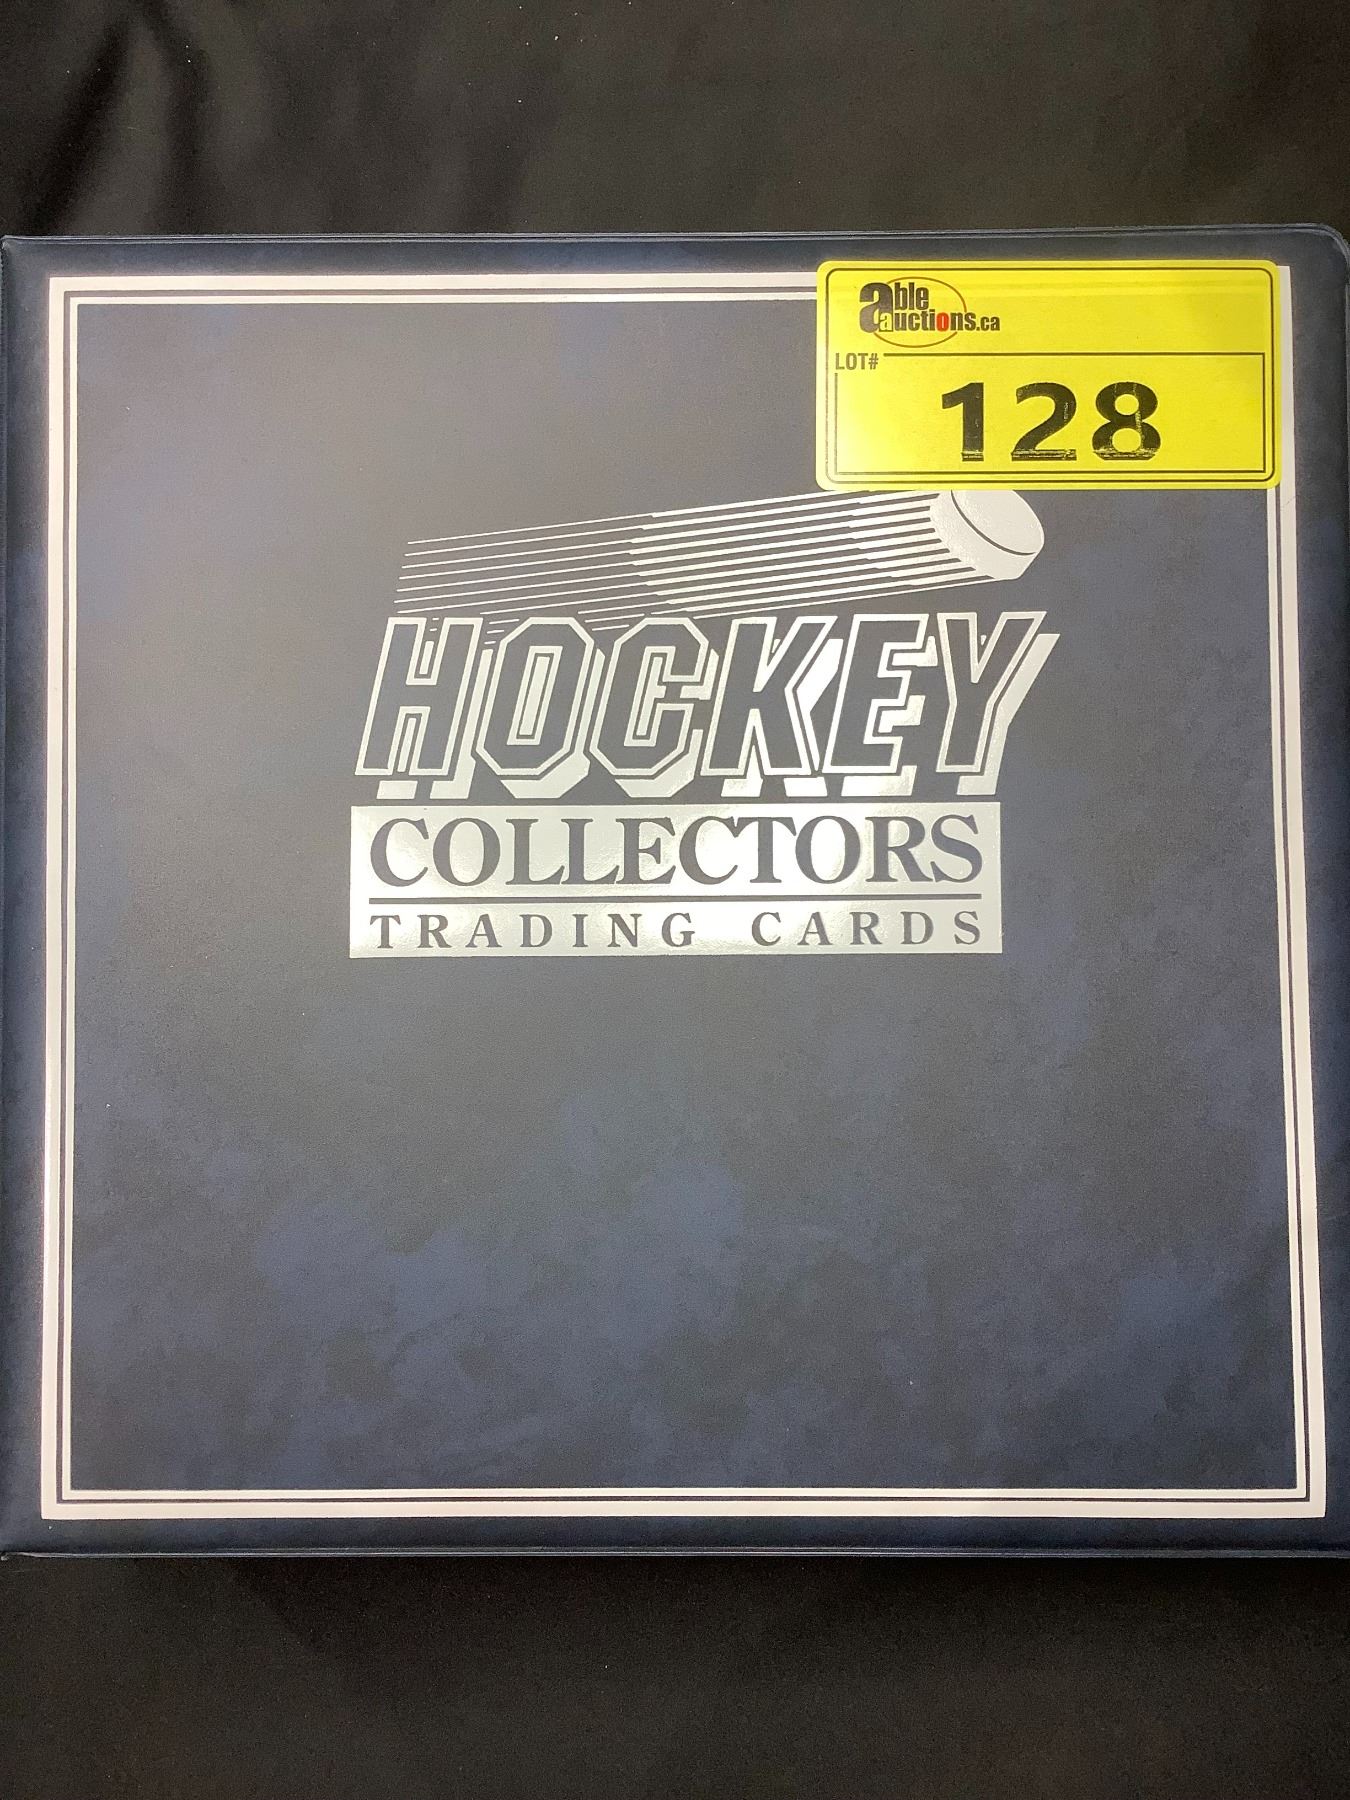 able
auctions.ca
LOT#
128
HOCKEY
COLLECTORS
TRADING CARDS